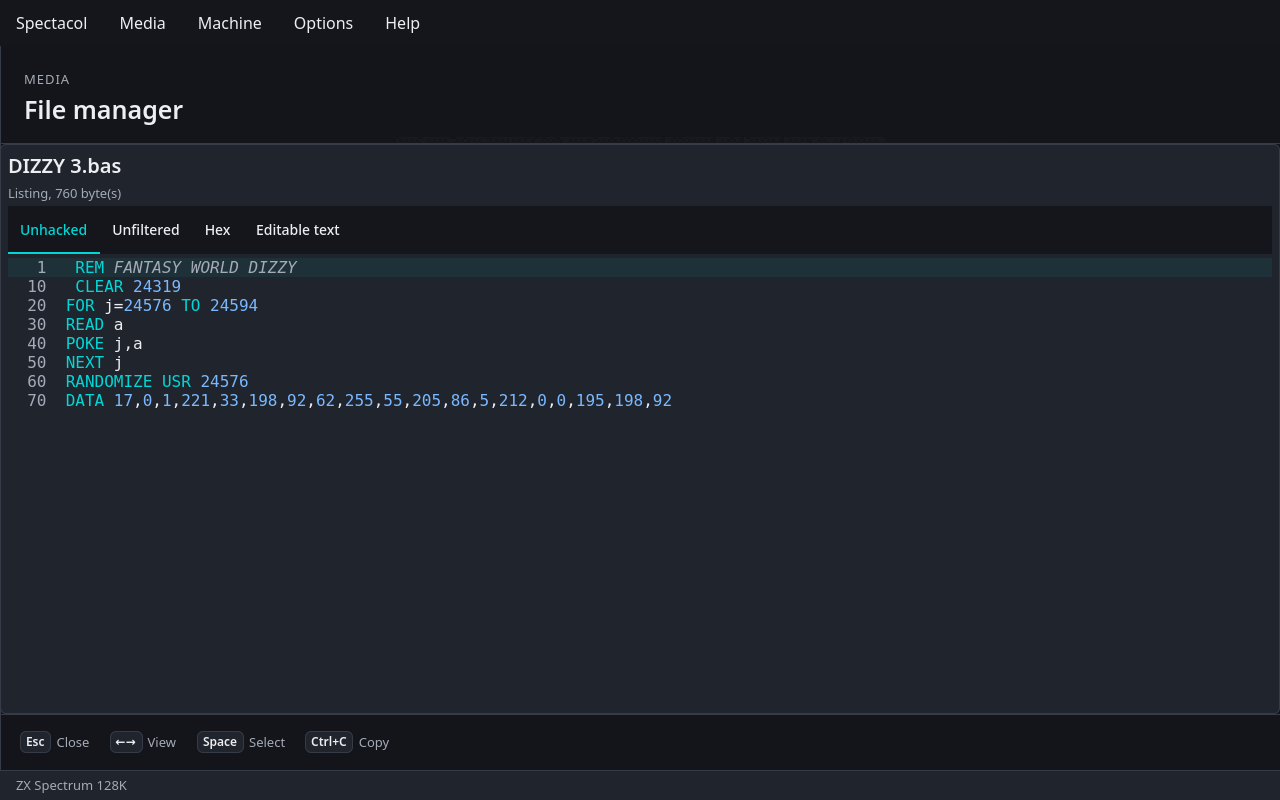 Spectacol Media Machine Options Help
MEDIA
File manager
DIZZY 3.bas
Listing, 760 byte(s)
Unhacked Unfiltered Hex Editable text
1 REM FANTASY WORLD DIZZY
10 CLEAR 24319
20 FOR j=24576 TO 24594
30 READ a
40 POKE j,a
50 NEXT j
60 RANDOMIZE USR 24576
70 DATA 17,0,1,221,33,198,92,62,255,55,205,86,5,212,0,0,195,198,92
Esc Close ←→ View Space Select Ctrl+C Copy
ZX Spectrum 128K